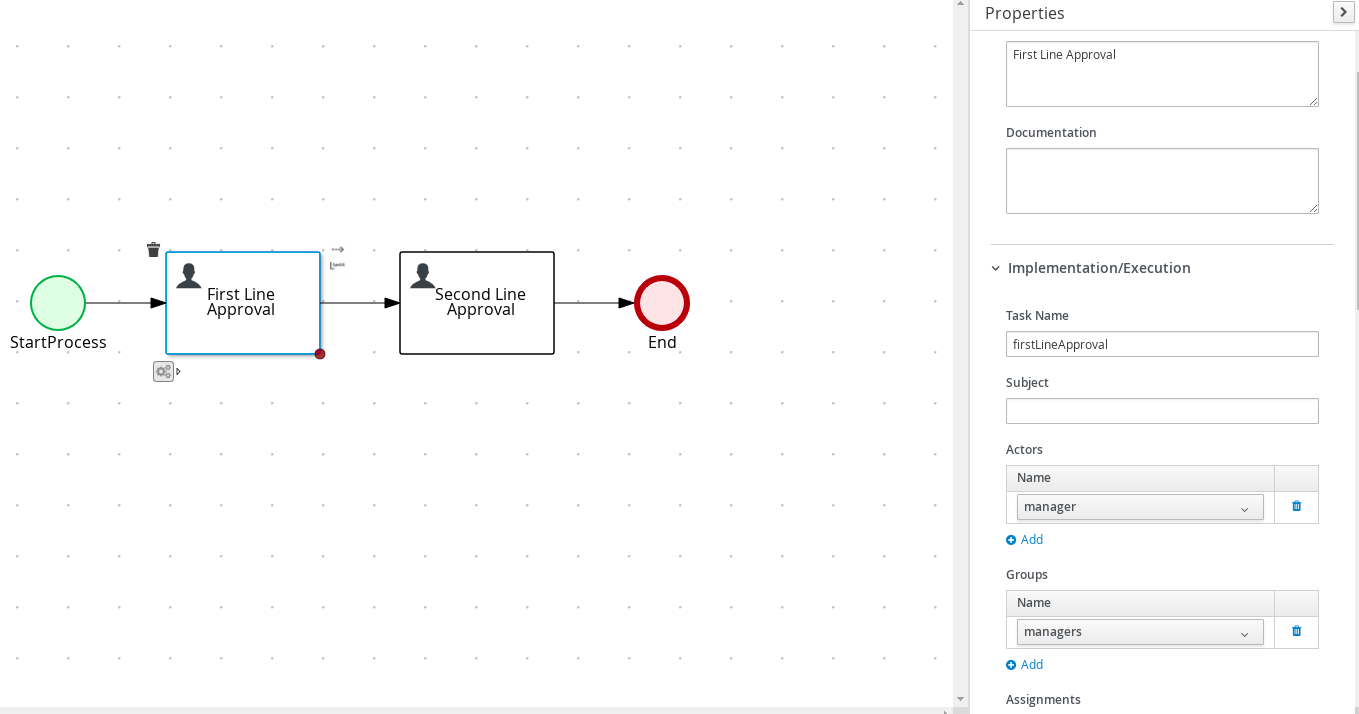 Properties
First Line Approval
Documentation
Implementation/Execution
Task Name
firstLineApproval
Subject
Actors
Name
manager
Add
Groups
Name
managers
Add
Assignments
First Line
Approval
Second Line
Approval
StartProcess
End